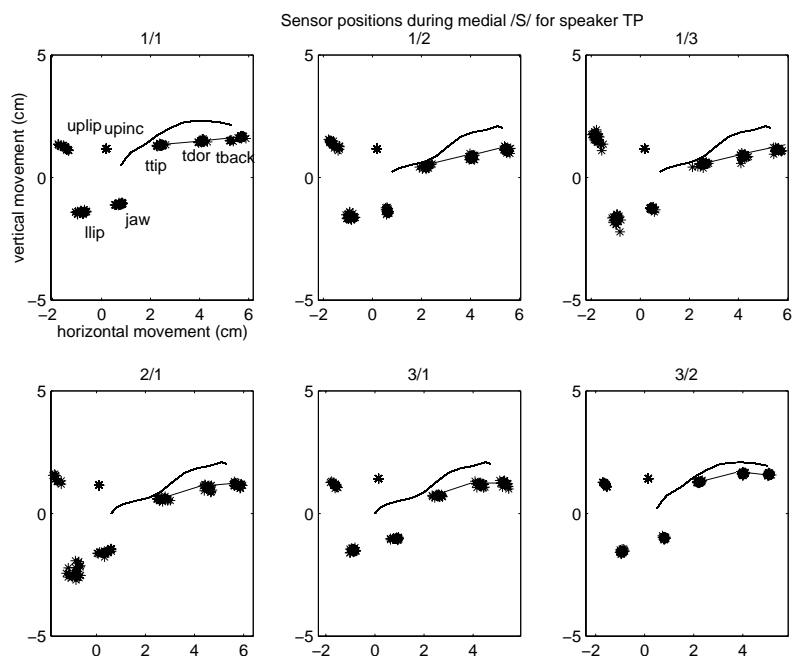 Sensor positions during medial /S/ for speaker TP
1/1 1/2 1/3
5 5 5
uplip upinc
ttip tdor tback
0 0 0
llip jaw
vertical movement (cm)
−5 −5 −5
−2 0 2 4 6 −2 0 2 4 6 −2 0 2 4 6
horizontal movement (cm)
2/1 3/1 3/2
5 5 5
0 0 0
−5 −5 −5
0 2 4 6 −2 0 2 4 6 −2 0 2 4 6